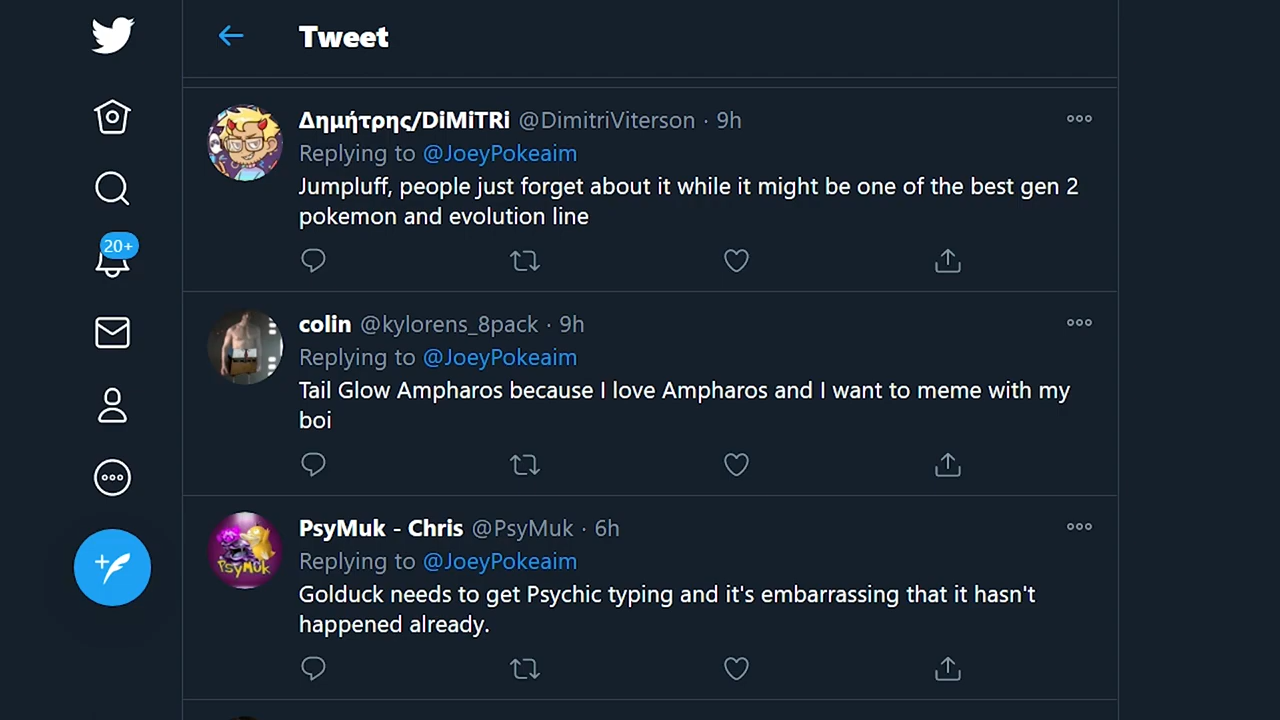 Tweet
Δημήτρης/DiMiTRi @DimitriViterson · 9h
Replying to @JoeyPokeaim
Jumpluff, people just forget about it while it might be one of the best gen 2
pokemon and evolution line
20+
colin @kylorens_8pack · 9h
Replying to @JoeyPokeaim
Tail Glow Ampharos because I love Ampharos and I want to meme with my
boi
PsyMuk - Chris @PsyMuk · 6h
PsyMuk
Replying to @JoeyPokeaim
Golduck needs to get Psychic typing and it's embarrassing that it hasn't
happened already.